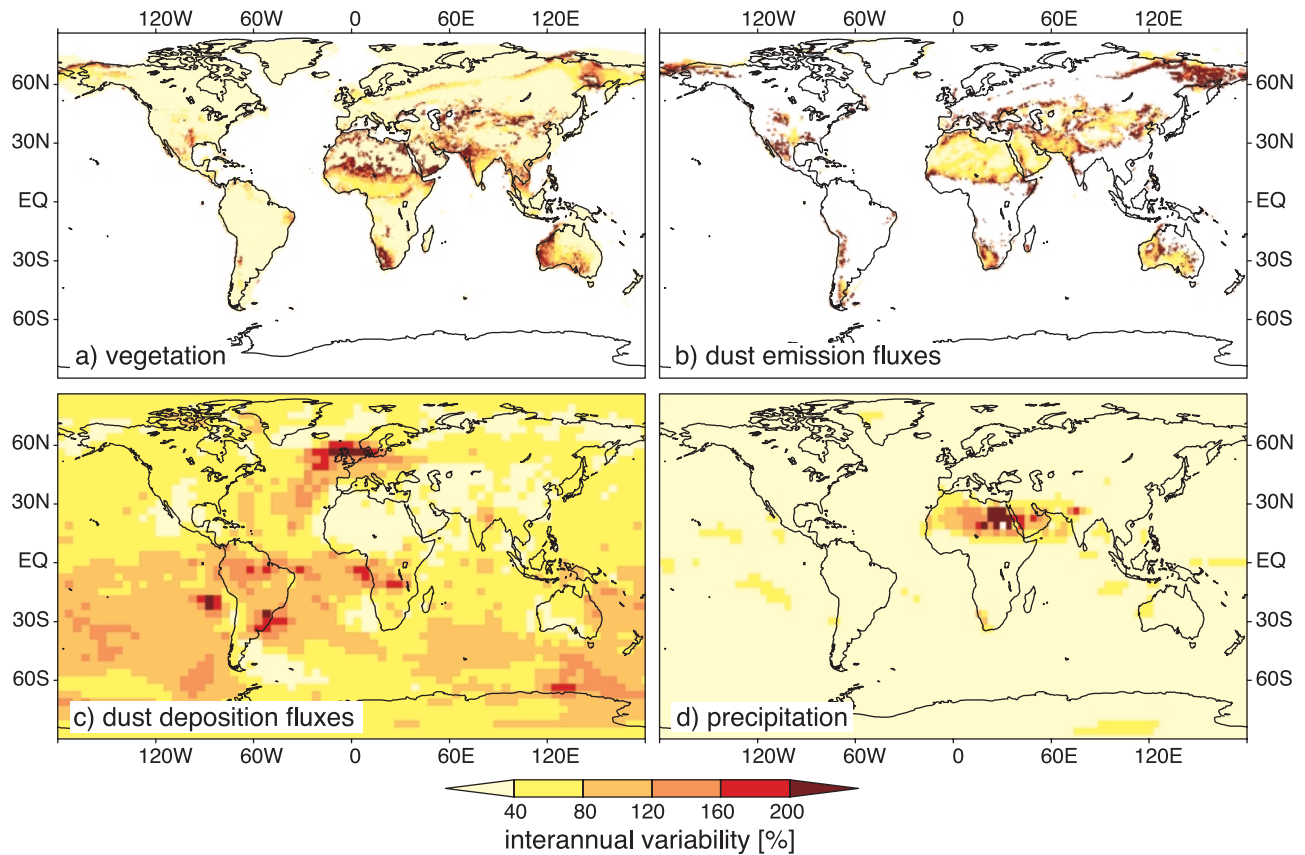 120W 60W 0 60E 120E 120W 60W 0 60E 120E
60N 60N
30N 30N
EQ EQ
30S 30S
60S 60S
a) vegetation b) dust emission fluxes
60N 60N
30N 30N
EQ EQ
30S 30S
60S 60S
c) dust deposition fluxes d) precipitation
120W 60W 0 60E 120E 120W 60W 0 60E 120E
40 80 120 160 200
interannual variability [%]